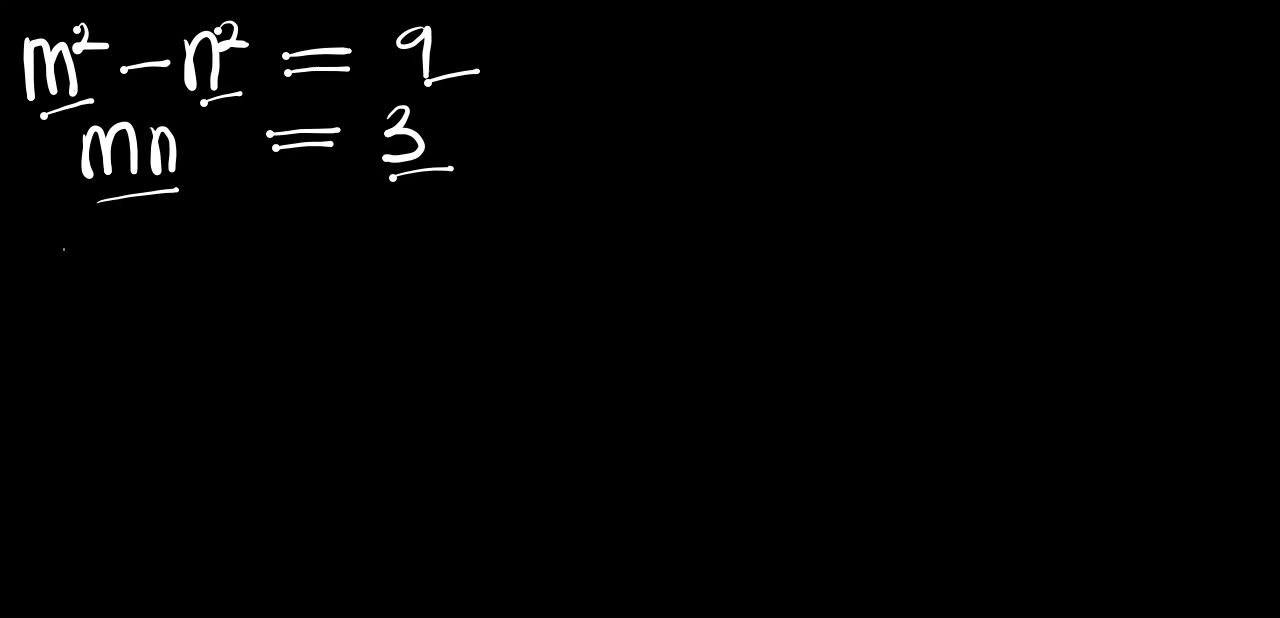 m² - n² = 9
mn = 3